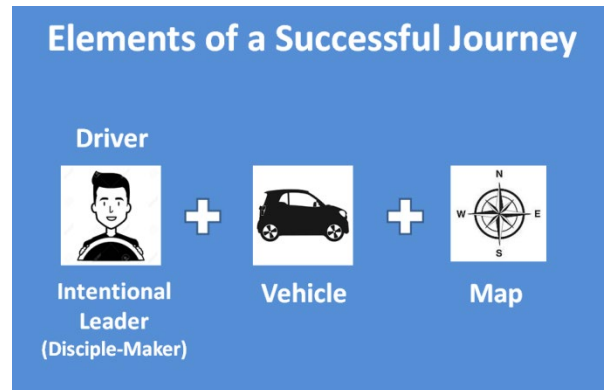 Elements of a Successful Journey
Driver
N
W E
S
Intentional
Leader
(Disciple-Maker)
Vehicle
Map